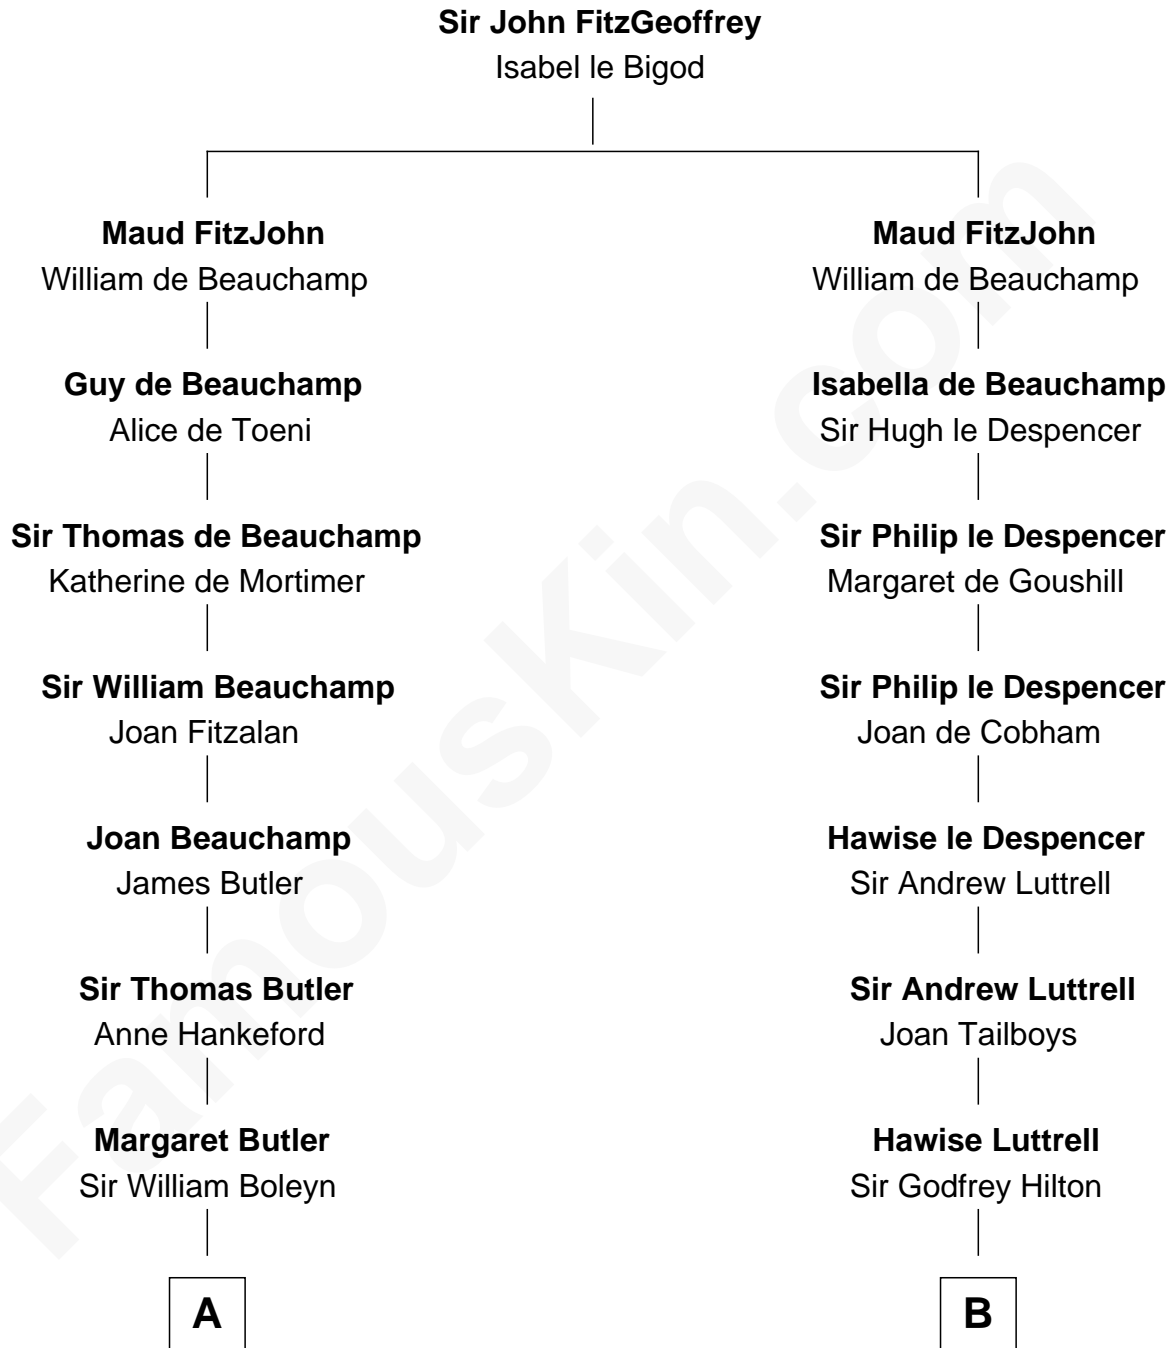 Sir John FitzGeoffrey
Isabel le Bigod
Maud FitzJohn
William de Beauchamp
Maud FitzJohn
William de Beauchamp
Guy de Beauchamp
Alice de Toeni
Isabella de Beauchamp
Sir Hugh le Despencer
Sir Thomas de Beauchamp
Katherine de Mortimer
Sir Philip le Despencer
Margaret de Goushill
Sir William Beauchamp
Joan Fitzalan
Sir Philip le Despencer
Joan de Cobham
Joan Beauchamp
James Butler
Hawise le Despencer
Sir Andrew Luttrell
Sir Thomas Butler
Anne Hankeford
Sir Andrew Luttrell
Joan Tailboys
Margaret Butler
Sir William Boleyn
Hawise Luttrell
Sir Godfrey Hilton
A
B
FamousKin.com